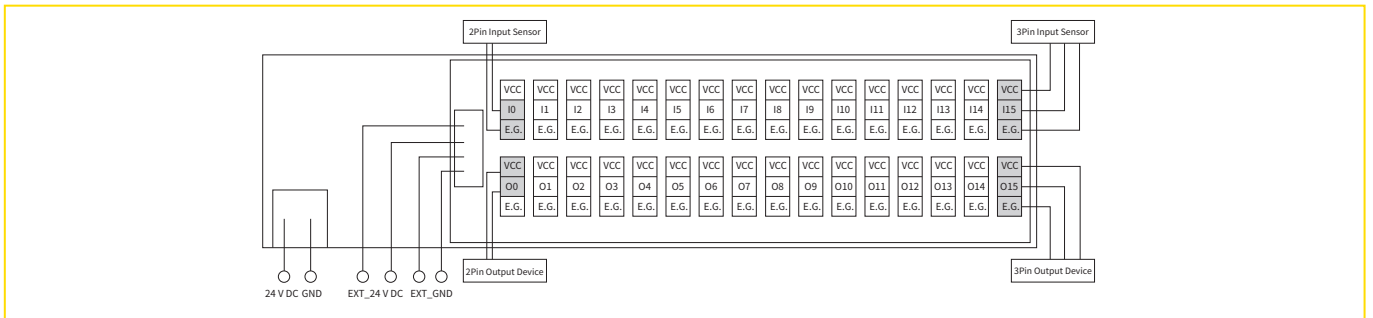 2Pin Input Sensor 3Pin Input Sensor
VCC VCC VCC VCC VCC VCC VCC VCC VCC VCC VCC VCC VCC VCC VCC VCC
I0 I1 I2 I3 I4 I5 I6 I7 I8 I9 I10 I11 I12 I13 I14 I15
E.G. E.G. E.G. E.G. E.G. E.G. E.G. E.G. E.G. E.G. E.G. E.G. E.G. E.G. E.G. E.G.
VCC VCC VCC VCC VCC VCC VCC VCC VCC VCC VCC VCC VCC VCC VCC VCC
O0 O1 O2 O3 O4 O5 O6 O7 O8 O9 O10 O11 O12 O13 O14 O15
E.G. E.G. E.G. E.G. E.G. E.G. E.G. E.G. E.G. E.G. E.G. E.G. E.G. E.G. E.G. E.G.
2Pin Output Device 3Pin Output Device
24 V DC GND EXT_24 V DC EXT_GND